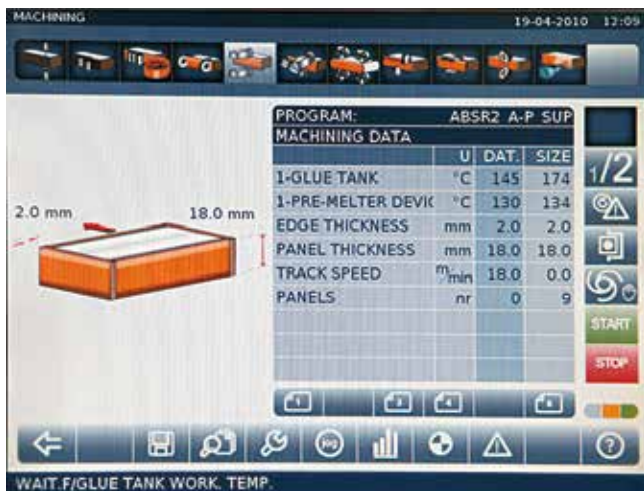 MACHINING 19-04-2010 12:09
PROGRAM: ABSR2 A-P SUP
MACHINING DATA
U DAT. SIZE
1-GLUE TANK °C 145 174
1-PRE-MELTER DEVIC °C 130 134
EDGE THICKNESS mm 2.0 2.0
PANEL THICKNESS mm 18.0 18.0
TRACK SPEED m/min 18.0 0.0
PANELS nr 0 9
2.0 mm
18.0 mm
1/2
START
STOP
?
WAIT.F/GLUE TANK WORK. TEMP.